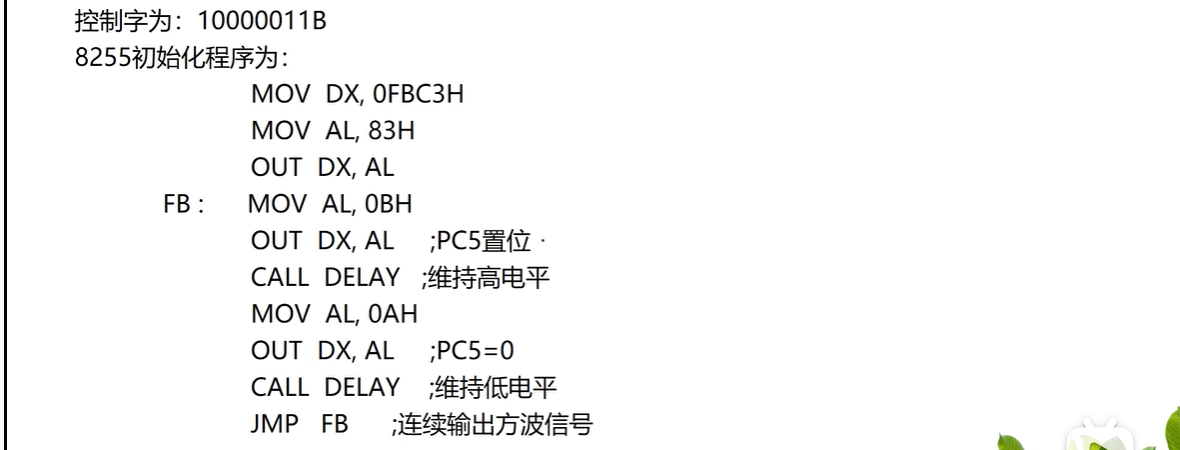 控制字为：10000011B
8255初始化程序为：
MOV DX, 0FBC3H
MOV AL, 83H
OUT DX, AL
FB : MOV AL, 0BH
OUT DX, AL ;PC5置位
CALL DELAY ;维持高电平
MOV AL, 0AH
OUT DX, AL ;PC5=0
CALL DELAY ;维持低电平
JMP FB ;连续输出方波信号